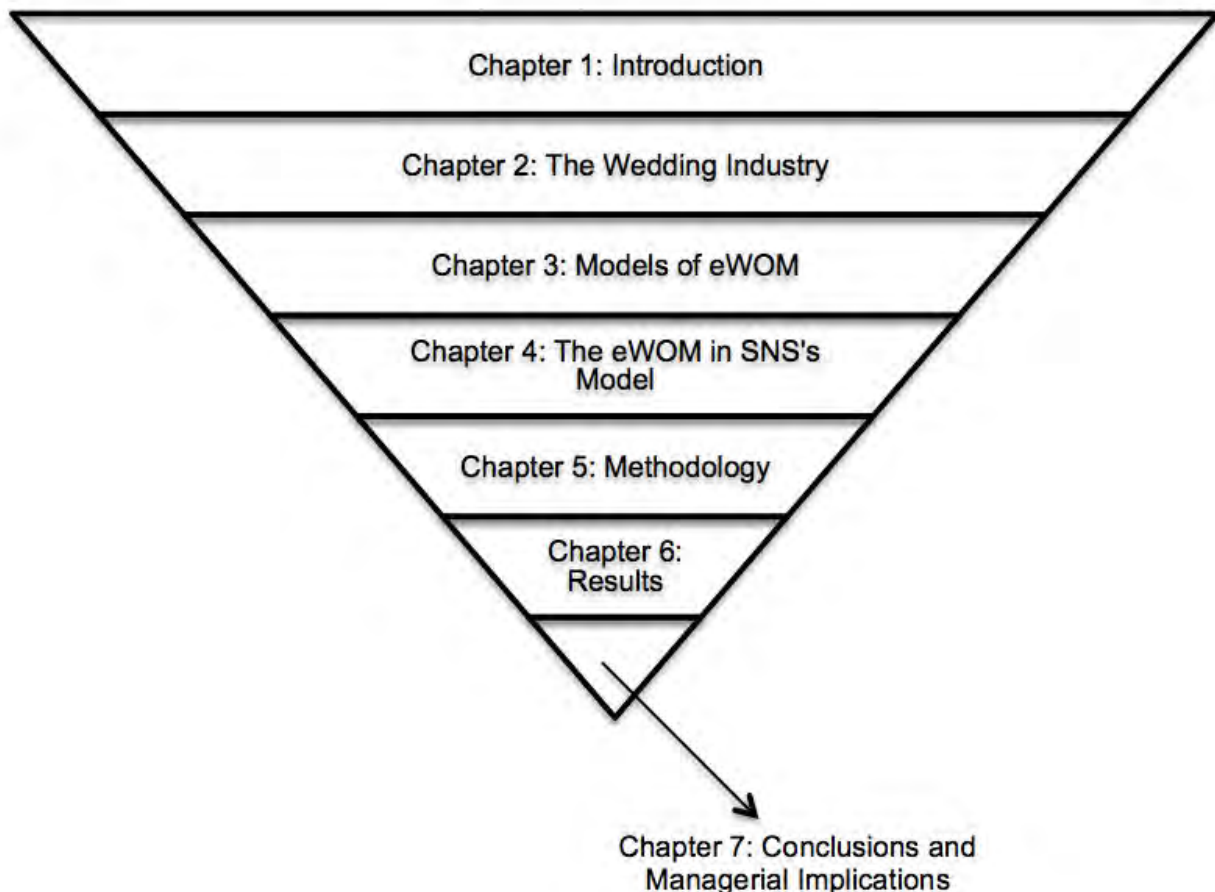 Chapter 1: Introduction
Chapter 2: The Wedding Industry
Chapter 3: Models of eWOM
Chapter 4: The eWOM in SNS's
Model
Chapter 5: Methodology
Chapter 6:
Results
Chapter 7: Conclusions and
Managerial Implications